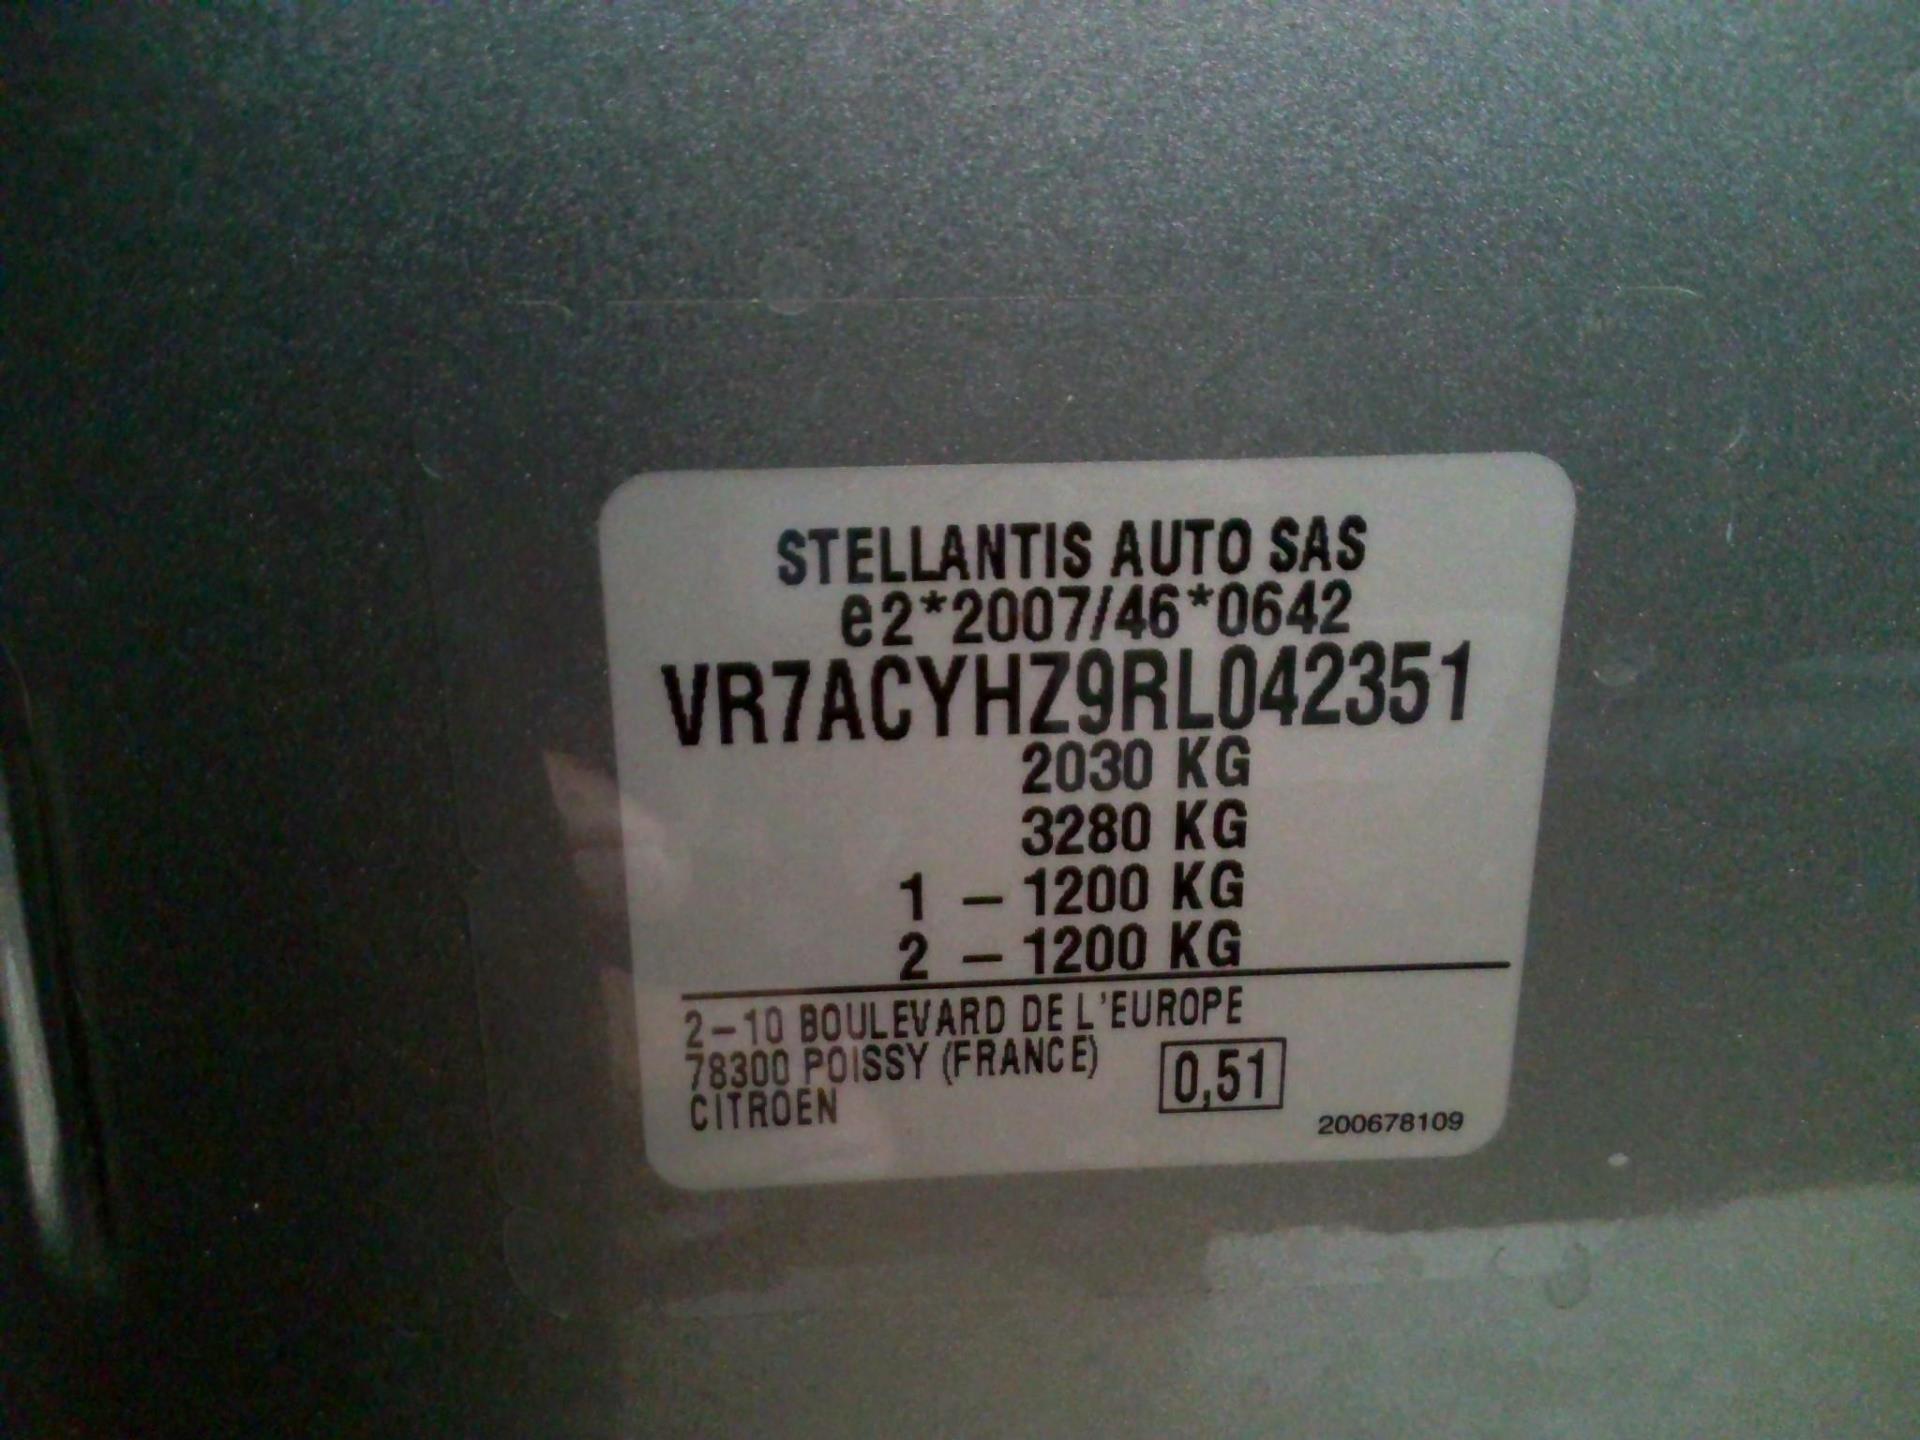 STELLANTIS AUTO SAS
e2*2007/46*0642
VR7ACYHZ9RL042351
2030 KG
3280 KG
1 – 1200 KG
2 – 1200 KG
2–10 BOULEVARD DE L'EUROPE
78300 POISSY (FRANCE)
CITROEN
0,51
200678109